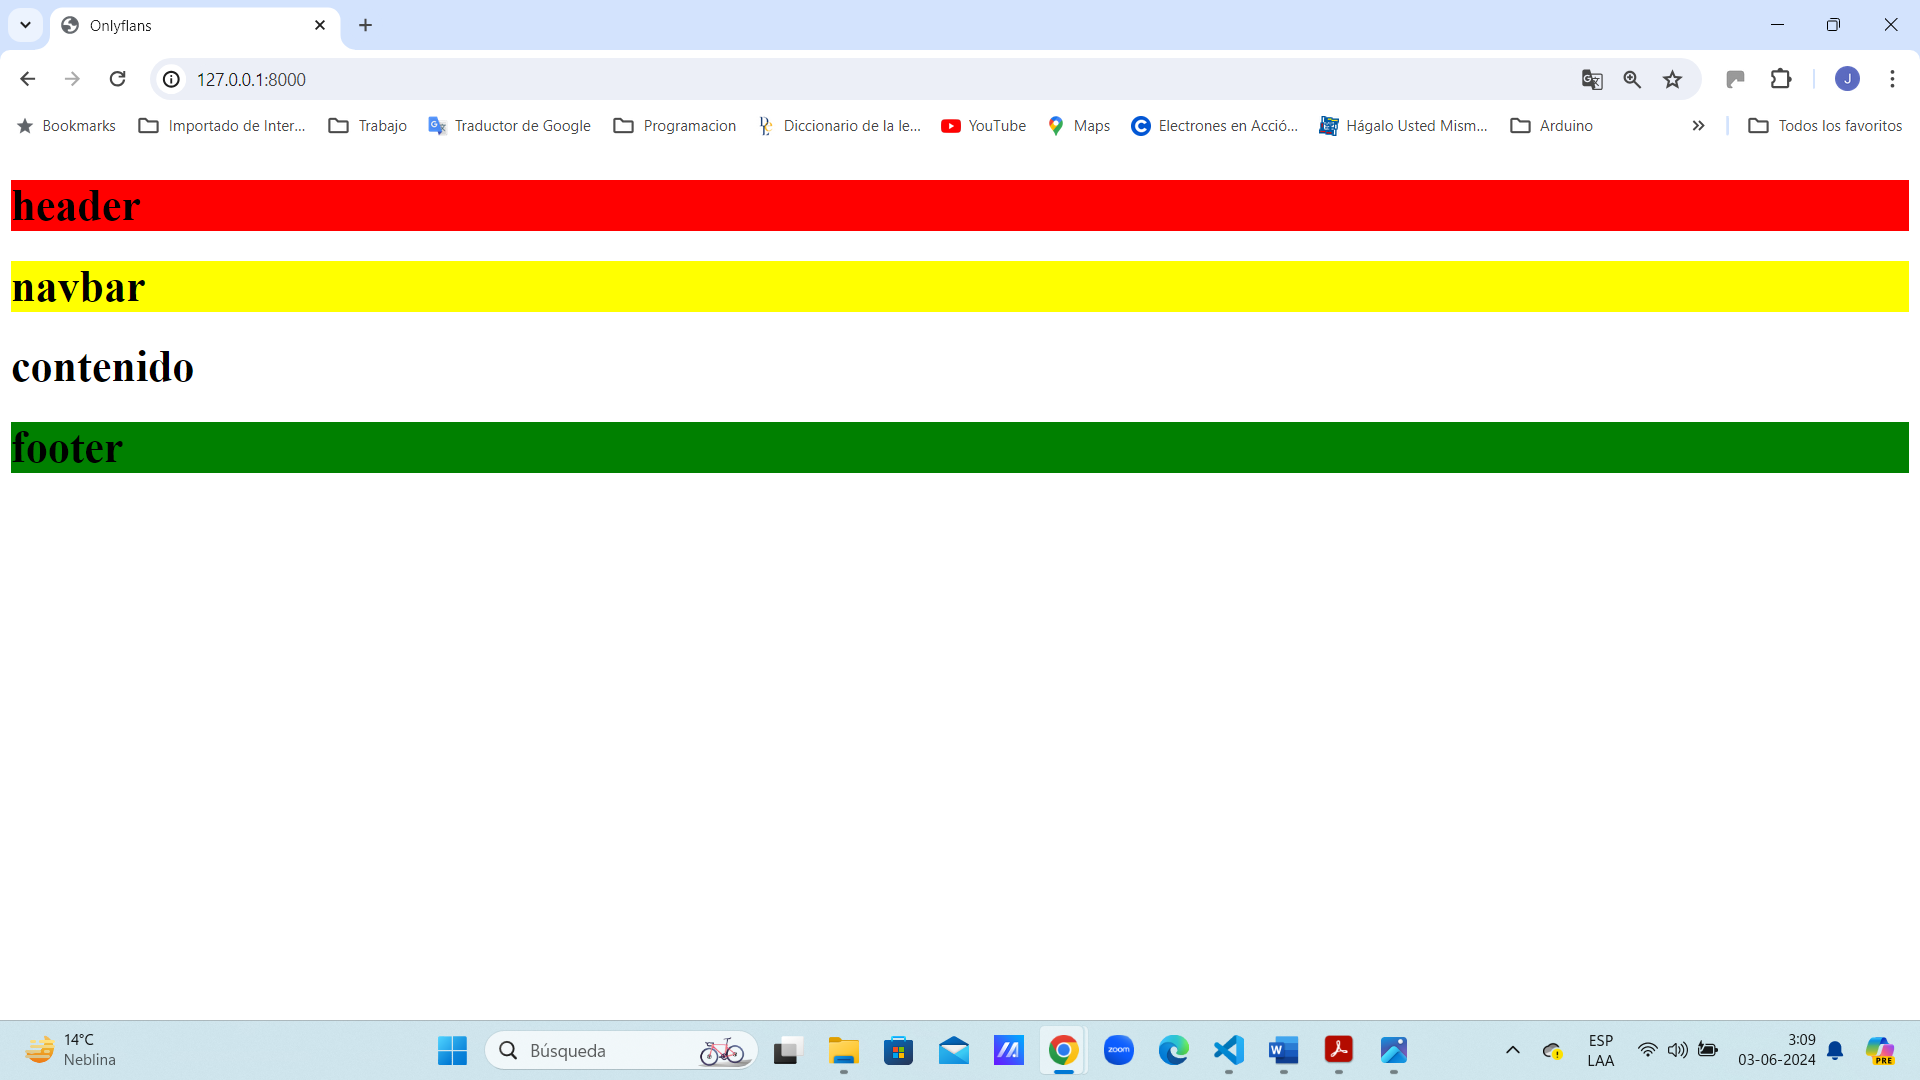 Onlyflans
127.0.0.1:8000
J
Bookmarks
Importado de Inter...
Trabajo
Traductor de Google
Programacion
Diccionario de la le...
YouTube
Maps
Electrones en Acció...
Hágalo Usted Mism...
Arduino
Todos los favoritos
header
navbar
contenido
footer
14°C
Neblina
Búsqueda
zoom
ESP
LAA
3:09
03-06-2024
PRE